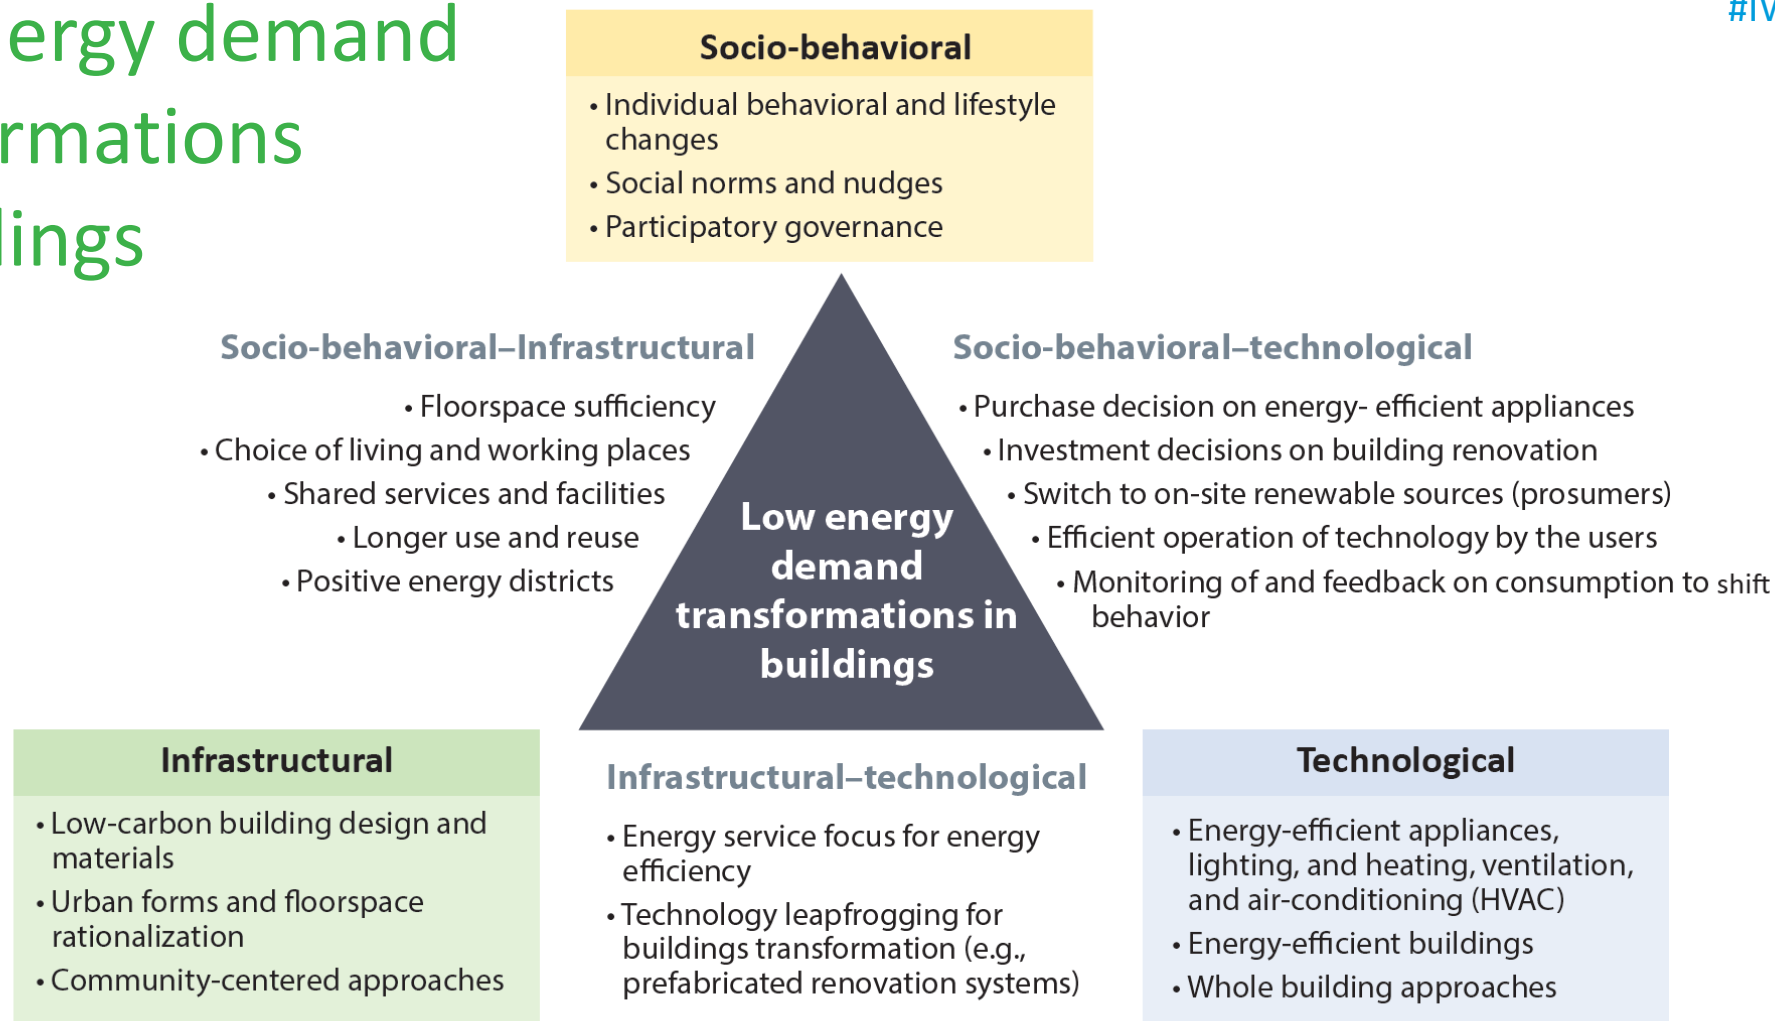 ergy demand
rmations
dings
#IV
Socio-behavioral
• Individual behavioral and lifestyle
changes
• Social norms and nudges
• Participatory governance
Socio-behavioral–Infrastructural
• Floorspace sufficiency
• Choice of living and working places
• Shared services and facilities
• Longer use and reuse
• Positive energy districts
Socio-behavioral–technological
• Purchase decision on energy- efficient appliances
• Investment decisions on building renovation
• Switch to on-site renewable sources (prosumers)
• Efficient operation of technology by the users
• Monitoring of and feedback on consumption to shift
behavior
Low energy
demand
transformations in
buildings
Infrastructural
• Low-carbon building design and
materials
• Urban forms and floorspace
rationalization
• Community-centered approaches
Infrastructural–technological
• Energy service focus for energy
efficiency
• Technology leapfrogging for
buildings transformation (e.g.,
prefabricated renovation systems)
Technological
• Energy-efficient appliances,
lighting, and heating, ventilation,
and air-conditioning (HVAC)
• Energy-efficient buildings
• Whole building approaches